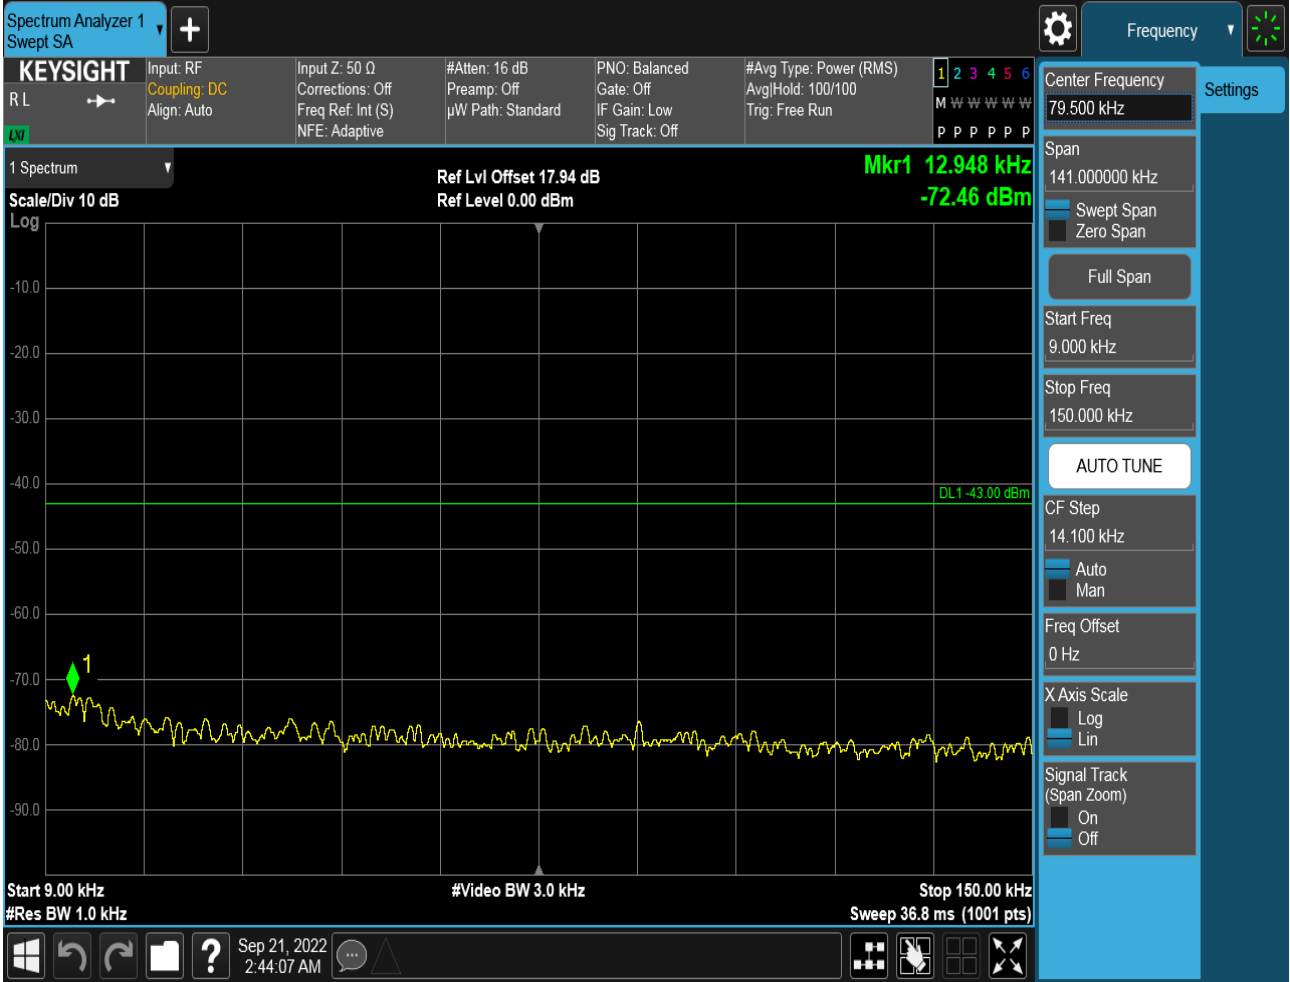 Spectrum Analyzer 1
Swept SA
Frequency
KEYSIGHT
R L
LXI
Input: RF
Coupling: DC
Align: Auto
Input Z: 50 Ω
Corrections: Off
Freq Ref: Int (S)
NFE: Adaptive
#Atten: 16 dB
Preamp: Off
µW Path: Standard
PNO: Balanced
Gate: Off
IF Gain: Low
Sig Track: Off
#Avg Type: Power (RMS)
Avg|Hold: 100/100
Trig: Free Run
1 2 3 4 5 6
M W W W W W
P P P P P P
1 Spectrum
Scale/Div 10 dB
Log
Ref Lvl Offset 17.94 dB
Ref Level 0.00 dBm
Mkr1 12.948 kHz
-72.46 dBm
-10.0
-20.0
-30.0
-40.0
DL1 -43.00 dBm
-50.0
-60.0
1
-70.0
-80.0
-90.0
Start 9.00 kHz
#Res BW 1.0 kHz
#Video BW 3.0 kHz
Stop 150.00 kHz
Sweep 36.8 ms (1001 pts)
Center Frequency
79.500 kHz
Settings
Span
141.000000 kHz
Swept Span
Zero Span
Full Span
Start Freq
9.000 kHz
Stop Freq
150.000 kHz
AUTO TUNE
CF Step
14.100 kHz
Auto
Man
Freq Offset
0 Hz
X Axis Scale
Log
Lin
Signal Track
(Span Zoom)
On
Off
?
Sep 21, 2022
2:44:07 AM